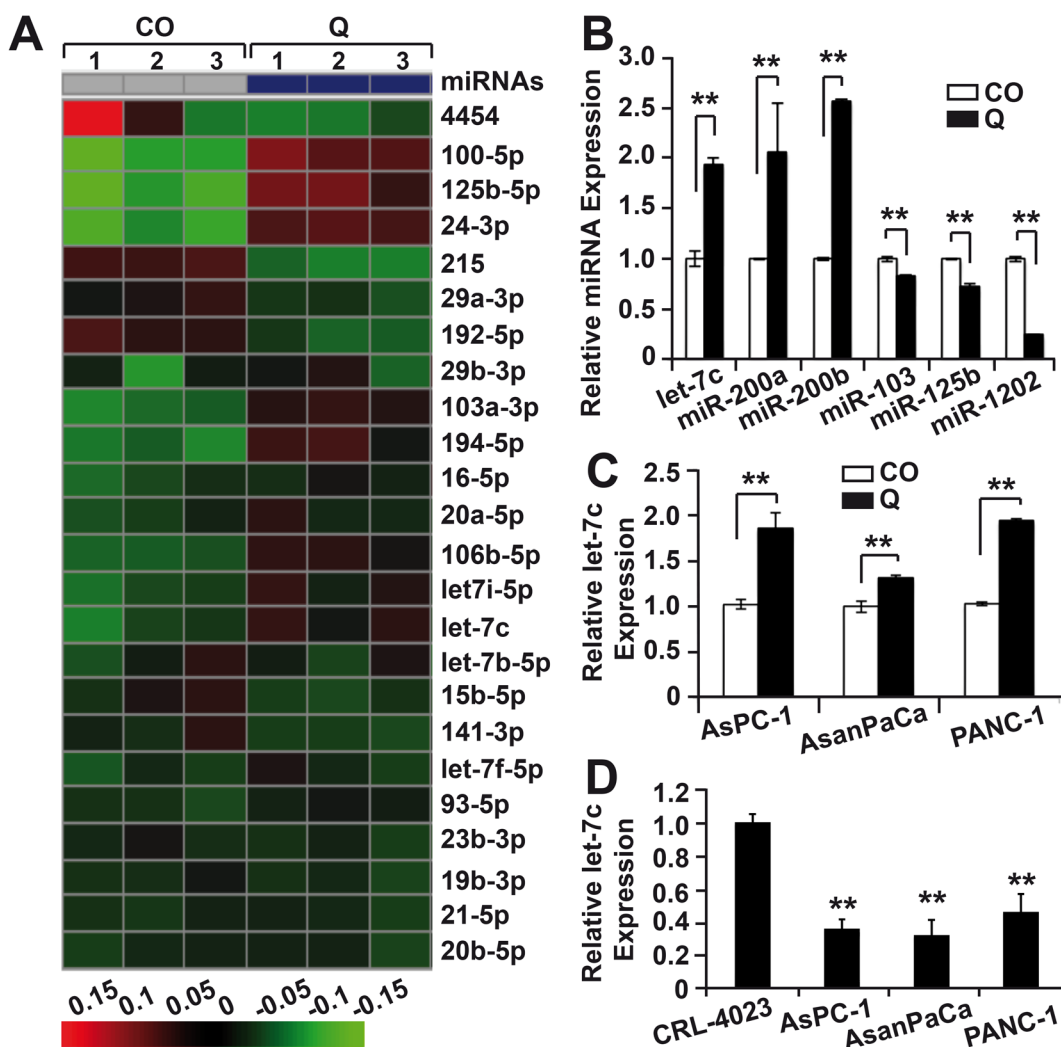 A
CO Q
1 2 3 1 2 3
miRNAs
4454
100-5p
125b-5p
24-3p
215
29a-3p
192-5p
29b-3p
103a-3p
194-5p
16-5p
20a-5p
106b-5p
let7i-5p
let-7c
let-7b-5p
15b-5p
141-3p
let-7f-5p
93-5p
23b-3p
19b-3p
21-5p
20b-5p
0.15 0.1 0.05 0 -0.05 -0.1 -0.15
B
Relative miRNA Expression
3.0
2.5
2.0
1.5
1.0
0.5
0
** ** ** ** ** **
CO
Q
let-7c miR-200a miR-200b miR-103 miR-125b miR-1202
C
Relative let-7c
Expression
2.5
2.0
1.5
1.0
0.5
0
CO
Q
** ** **
AsPC-1 AsanPaCa PANC-1
D
Relative let-7c
Expression
1.2
1.0
0.8
0.6
0.4
0.2
0
** ** **
CRL-4023 AsPC-1 AsanPaCa PANC-1